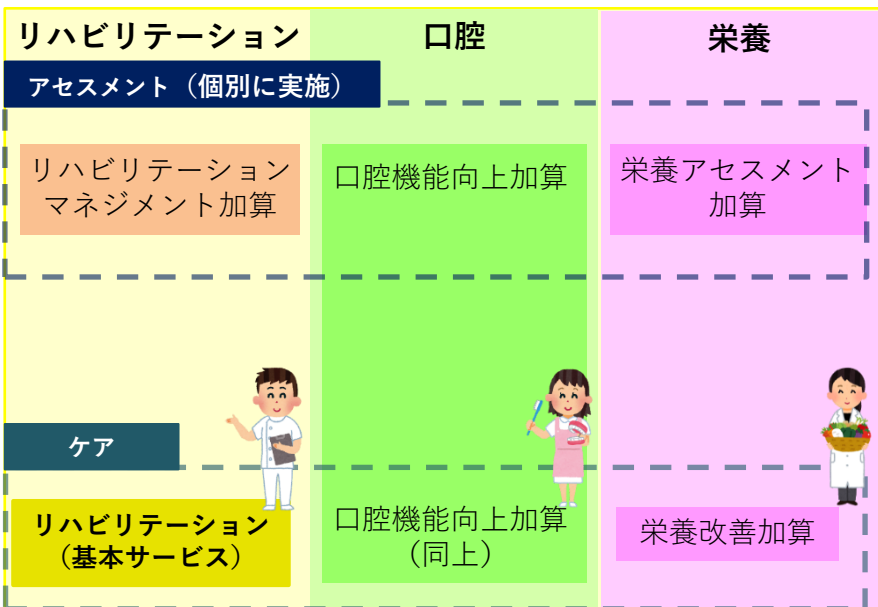 リハビリテーション
口腔
栄養
アセスメント（個別に実施）
リハビリテーション
マネジメント加算
口腔機能向上加算
栄養アセスメント
加算
ケア
リハビリテーション
（基本サービス）
口腔機能向上加算
（同上）
栄養改善加算